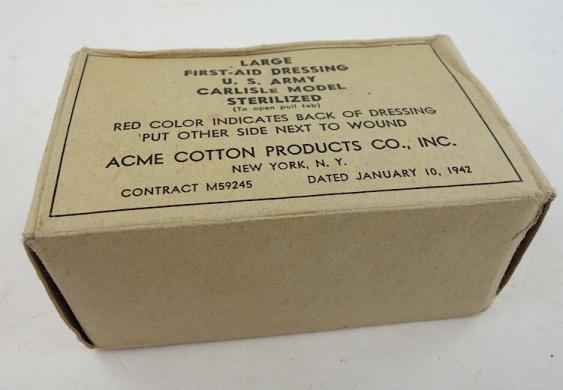 LARGE
FIRST-AID DRESSING
U. S. ARMY
CARLISLE MODEL
STERILIZED
(To open pull tab)
RED COLOR INDICATES BACK OF DRESSING
PUT OTHER SIDE NEXT TO WOUND
ACME COTTON PRODUCTS CO., INC.
NEW YORK, N. Y.
CONTRACT M59245 DATED JANUARY 10, 1942